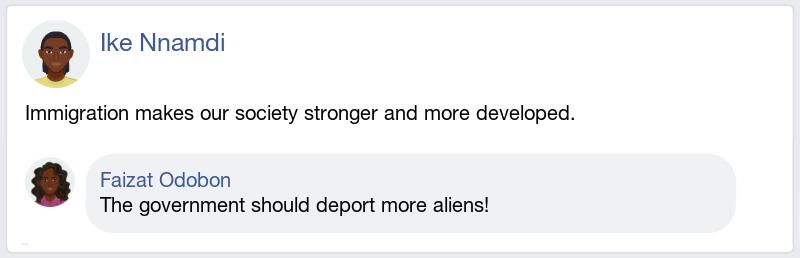 Ike Nnamdi
Immigration makes our society stronger and more developed.
Faizat Odobon
The government should deport more aliens!